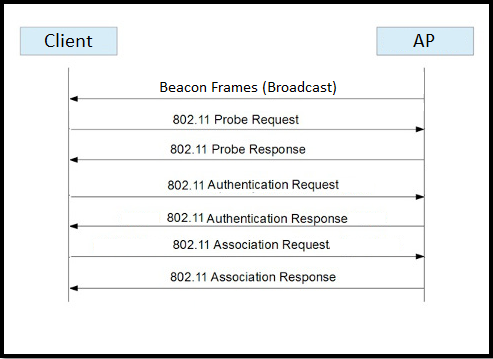 Client
AP
Beacon Frames (Broadcast)
802.11 Probe Request
802.11 Probe Response
802.11 Authentication Request
802.11 Authentication Response
802.11 Association Request
802.11 Association Response